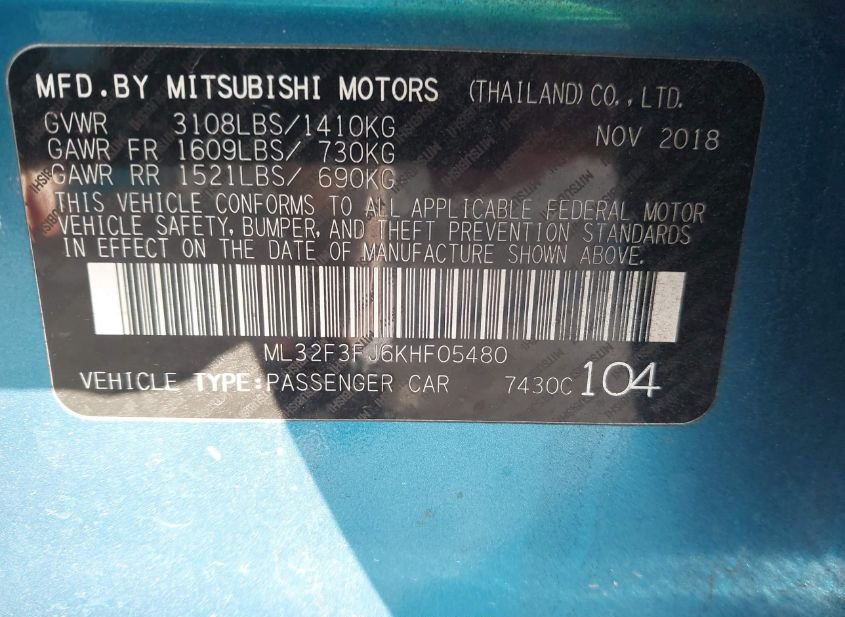 MFD.BY MITSUBISHI MOTORS (THAILAND) CO.,LTD.
GVWR 3108LBS/1410KG NOV 2018
GAWR FR 1609LBS/ 730KG
GAWR RR 1521LBS/ 690KG
THIS VEHICLE CONFORMS TO ALL APPLICABLE FEDERAL MOTOR
VEHICLE SAFETY, BUMPER, AND THEFT PREVENTION STANDARDS
IN EFFECT ON THE DATE OF MANUFACTURE SHOWN ABOVE.
ML32F3FJ6KHF05480
VEHICLE TYPE:PASSENGER CAR 7430C 104